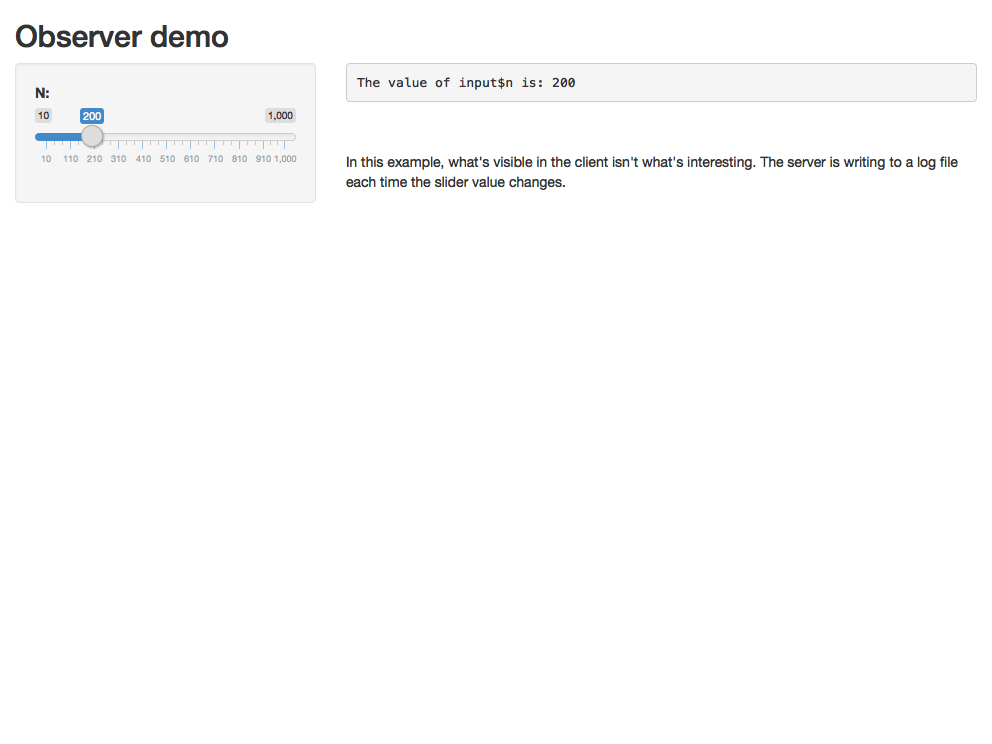 Observer demo
N:
10 200 1,000
10 110 210 310 410 510 610 710 810 910 1,000
The value of input$n is: 200
In this example, what's visible in the client isn't what's interesting. The server is writing to a log file
each time the slider value changes.